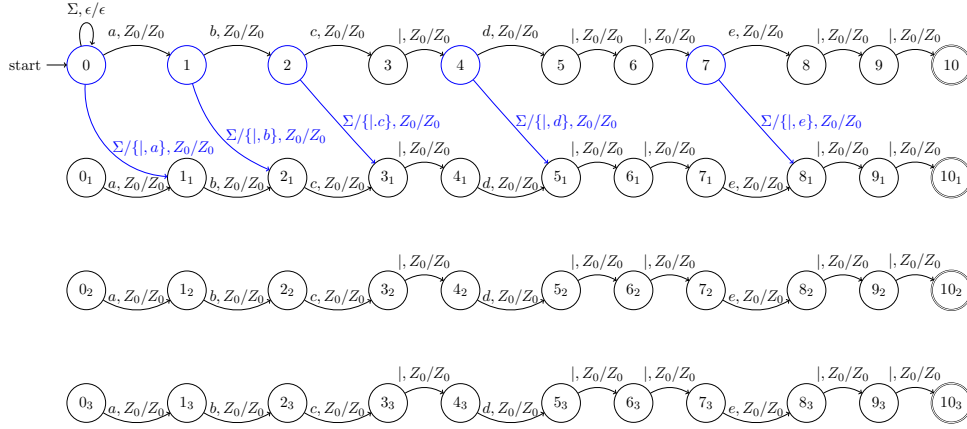 Σ, ϵ/ϵ
a, Z₀/Z₀ b, Z₀/Z₀ c, Z₀/Z₀ |, Z₀/Z₀ d, Z₀/Z₀ |, Z₀/Z₀ |, Z₀/Z₀ e, Z₀/Z₀ |, Z₀/Z₀ |, Z₀/Z₀
start 0 1 2 3 4 5 6 7 8 9 10
Σ/{|, a}, Z₀/Z₀ Σ/{|, b}, Z₀/Z₀ Σ/{|.c}, Z₀/Z₀ Σ/{|, d}, Z₀/Z₀ Σ/{|, e}, Z₀/Z₀
|, Z₀/Z₀ |, Z₀/Z₀ |, Z₀/Z₀ |, Z₀/Z₀ |, Z₀/Z₀
0₁ 1₁ 2₁ 3₁ 4₁ 5₁ 6₁ 7₁ 8₁ 9₁ 10₁
a, Z₀/Z₀ b, Z₀/Z₀ c, Z₀/Z₀ d, Z₀/Z₀ e, Z₀/Z₀
|, Z₀/Z₀ |, Z₀/Z₀ |, Z₀/Z₀ |, Z₀/Z₀ |, Z₀/Z₀
0₂ 1₂ 2₂ 3₂ 4₂ 5₂ 6₂ 7₂ 8₂ 9₂ 10₂
a, Z₀/Z₀ b, Z₀/Z₀ c, Z₀/Z₀ d, Z₀/Z₀ e, Z₀/Z₀
|, Z₀/Z₀ |, Z₀/Z₀ |, Z₀/Z₀ |, Z₀/Z₀ |, Z₀/Z₀
0₃ 1₃ 2₃ 3₃ 4₃ 5₃ 6₃ 7₃ 8₃ 9₃ 10₃
a, Z₀/Z₀ b, Z₀/Z₀ c, Z₀/Z₀ d, Z₀/Z₀ e, Z₀/Z₀